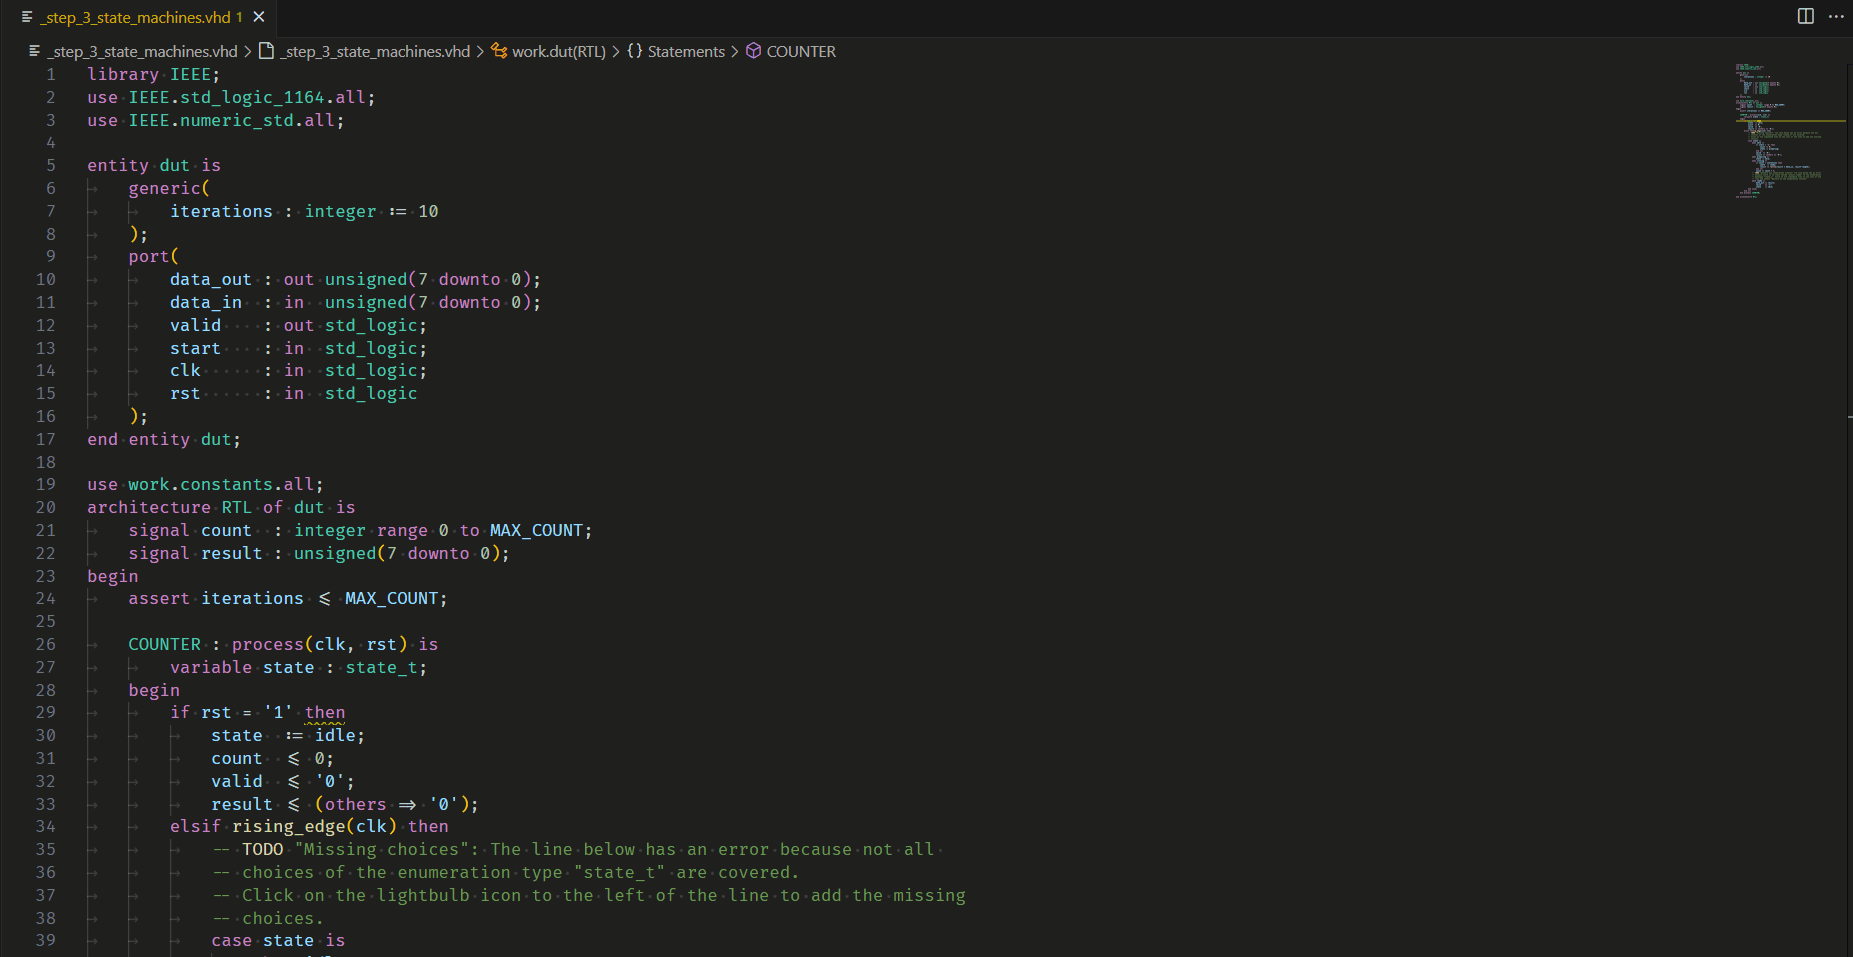 _step_3_state_machines.vhd 1
_step_3_state_machines.vhd > _step_3_state_machines.vhd > work.dut(RTL) > {} Statements > COUNTER
1 library IEEE;
2 use IEEE.std_logic_1164.all;
3 use IEEE.numeric_std.all;
4
5 entity dut is
6 generic(
7 iterations : integer := 10
8 );
9 port(
10 data_out : out unsigned(7 downto 0);
11 data_in : in unsigned(7 downto 0);
12 valid : out std_logic;
13 start : in std_logic;
14 clk : in std_logic;
15 rst : in std_logic
16 );
17 end entity dut;
18
19 use work.constants.all;
20 architecture RTL of dut is
21 signal count : integer range 0 to MAX_COUNT;
22 signal result : unsigned(7 downto 0);
23 begin
24 assert iterations <= MAX_COUNT;
25
26 COUNTER : process(clk, rst) is
27 variable state : state_t;
28 begin
29 if rst = '1' then
30 state := idle;
31 count <= 0;
32 valid <= '0';
33 result <= (others => '0');
34 elsif rising_edge(clk) then
35 -- TODO "Missing choices": The line below has an error because not all
36 -- choices of the enumeration type "state_t" are covered.
37 -- Click on the lightbulb icon to the left of the line to add the missing
38 -- choices.
39 case state is